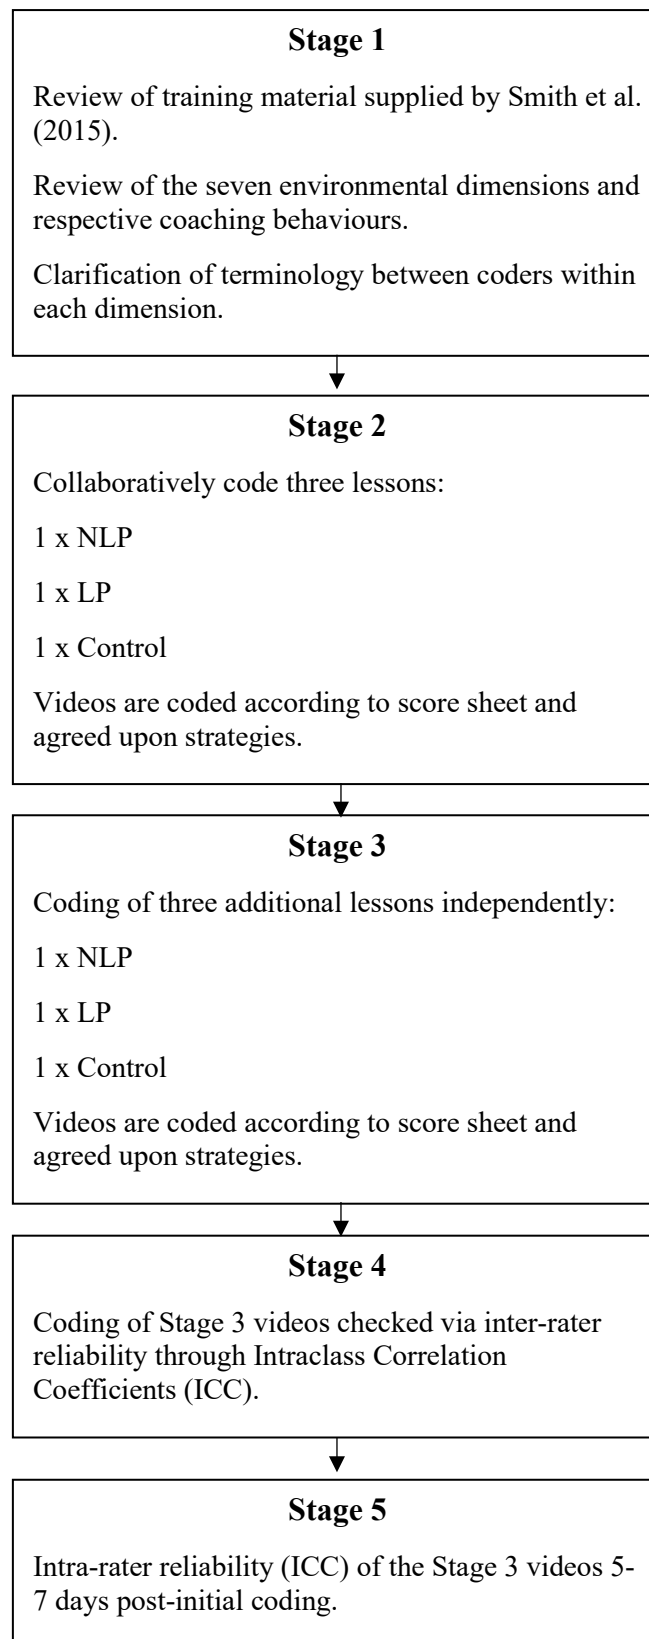 Stage 1
Review of training material supplied by Smith et al.
(2015).
Review of the seven environmental dimensions and
respective coaching behaviours.
Clarification of terminology between coders within
each dimension.
Stage 2
Collaboratively code three lessons:
1 x NLP
1 x LP
1 x Control
Videos are coded according to score sheet and
agreed upon strategies.
Stage 3
Coding of three additional lessons independently:
1 x NLP
1 x LP
1 x Control
Videos are coded according to score sheet and
agreed upon strategies.
Stage 4
Coding of Stage 3 videos checked via inter-rater
reliability through Intraclass Correlation
Coefficients (ICC).
Stage 5
Intra-rater reliability (ICC) of the Stage 3 videos 5-
7 days post-initial coding.